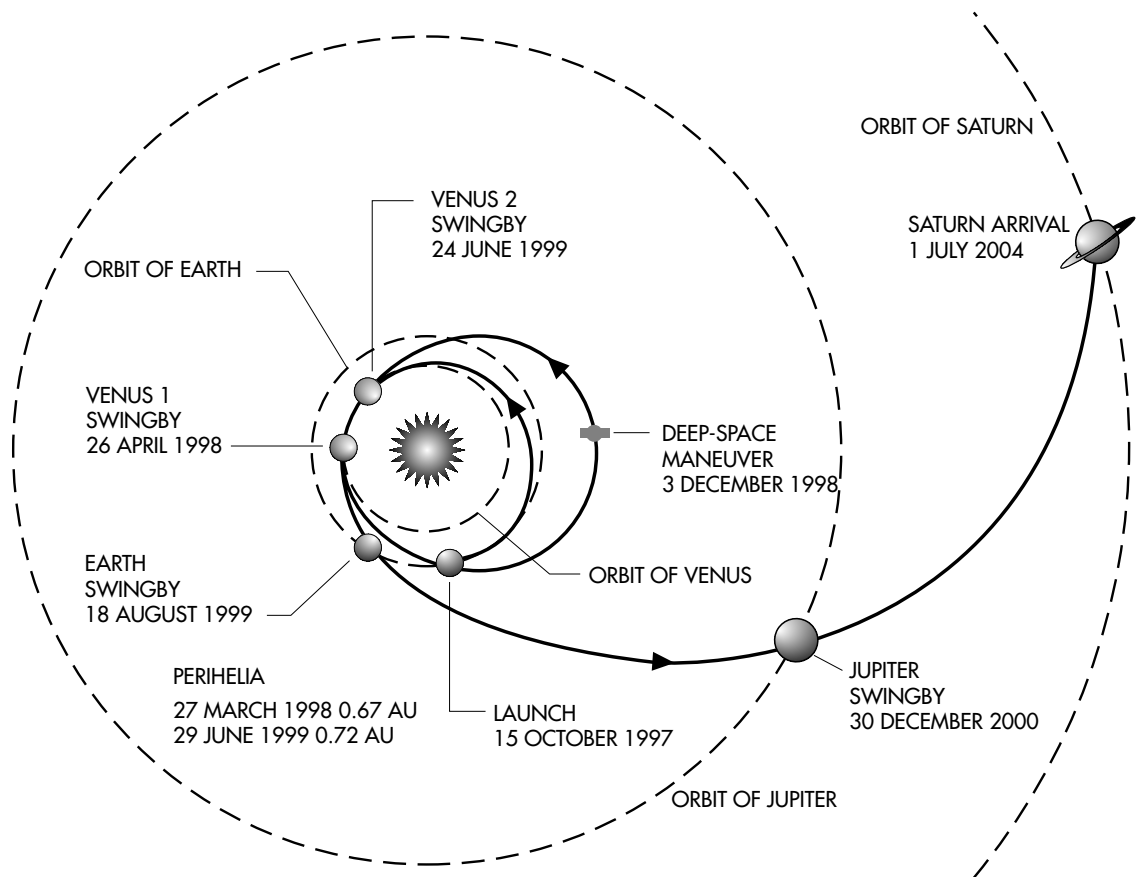 ORBIT OF SATURN
VENUS 2
SWINGBY
24 JUNE 1999
SATURN ARRIVAL
1 JULY 2004
ORBIT OF EARTH
VENUS 1
SWINGBY
26 APRIL 1998
DEEP-SPACE
MANEUVER
3 DECEMBER 1998
EARTH
SWINGBY
18 AUGUST 1999
ORBIT OF VENUS
PERIHELIA
27 MARCH 1998 0.67 AU
29 JUNE 1999 0.72 AU
LAUNCH
15 OCTOBER 1997
JUPITER
SWINGBY
30 DECEMBER 2000
ORBIT OF JUPITER